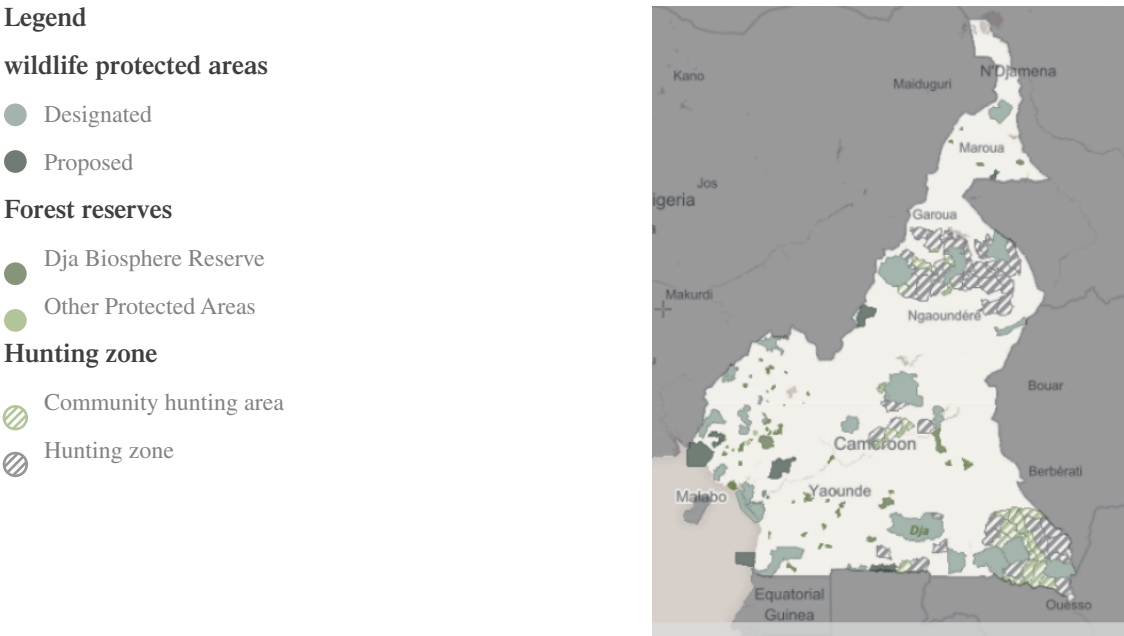 Legend
wildlife protected areas
Designated
Proposed
Forest reserves
Dja Biosphere Reserve
Other Protected Areas
Hunting zone
Community hunting area
Hunting zone
N'Djamena
Kano
Maiduguri
Maroua
Jos
igeria
Garoua
Makurdi
Ngaoundéré
Bouar
Cameroon
Berbérati
Malabo
Yaounde
Dja
Equatorial
Guinea
Ouesso